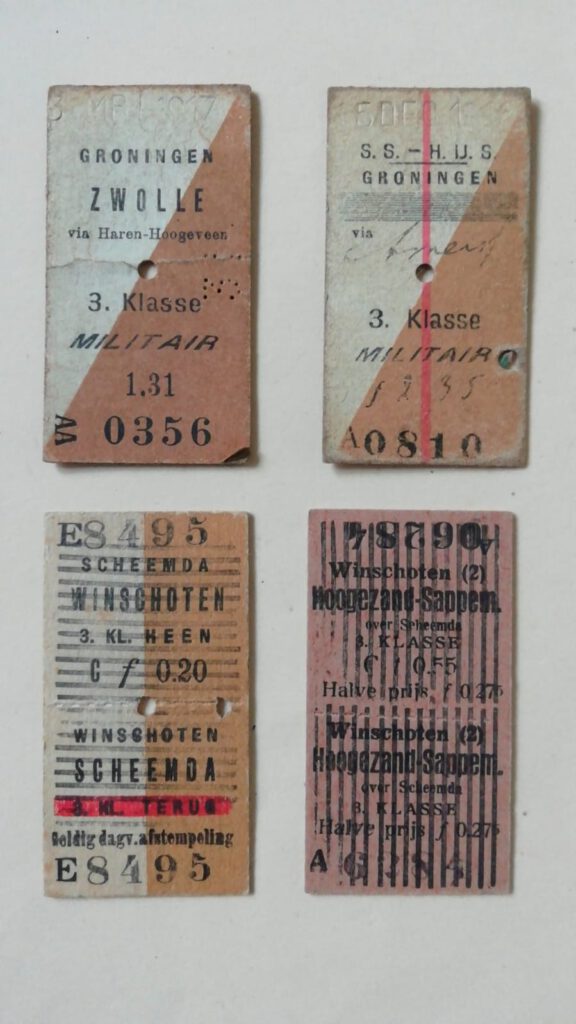 GRONINGEN
ZWOLLE
via Haren-Hoogeveen
3. Klasse
MILITAIR
1.31
AA 0356
S. S. – H. IJ. S.
GRONINGEN
via
3. Klasse
MILITAIR
f 2 35
A0810
E8495
SCHEEMDA
WINSCHOTEN
3. KL. HEEN
C f 0.20
WINSCHOTEN
SCHEEMDA
3. KL. TERUG
Geldig dag v. afstempeling
E8495
Winschoten (2)
Hoogezand-Sappem.
over Scheemda
3. KLASSE
C f 0.55
Halve prijs f 0.275
Winschoten (2)
Hoogezand-Sappem.
over Scheemda
3. KLASSE
Halve prijs f 0.275
A